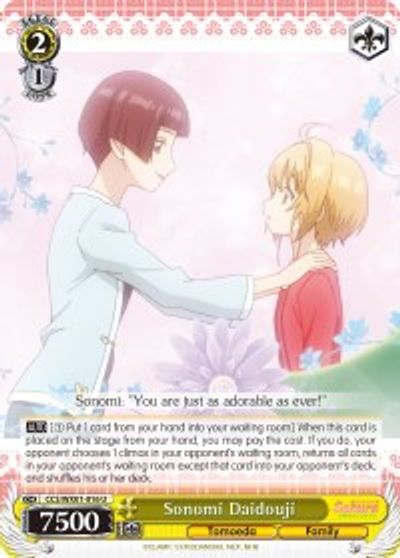 2
1
Sonomi: "You are just as adorable as ever!"
AUTO [(1) Put 1 card from your hand into your waiting room] When this card is
placed on the stage from your hand, you may pay the cost. If you do, your
opponent chooses 1 climax in your opponent's waiting room, returns all cards
in your opponent's waiting room except that card into your opponent's deck,
and shuffles his or her deck.
Sonomi Daidouji
Sakura
7500
Tomoeda
Family